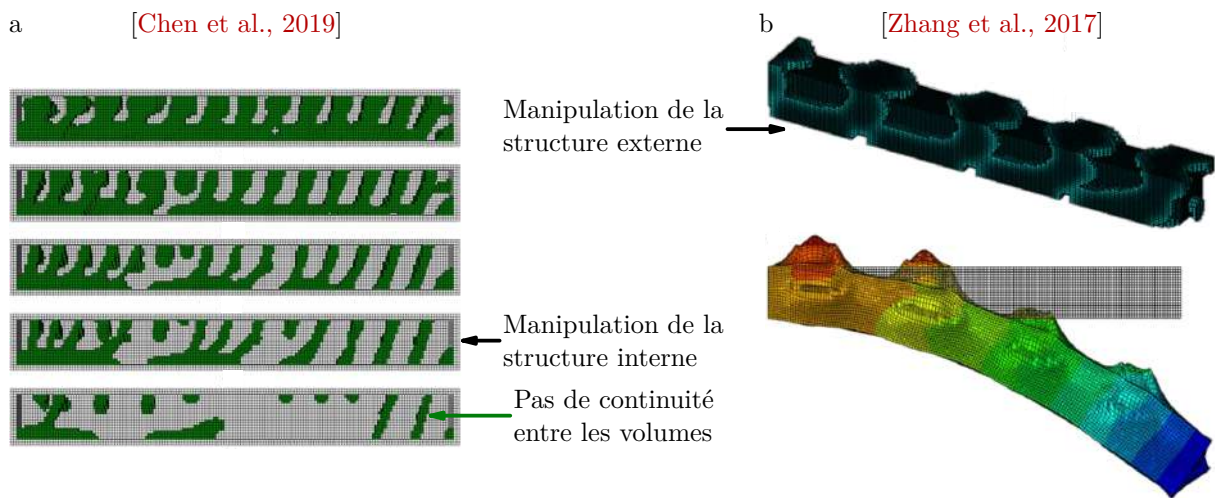 a
[Chen et al., 2019]
b
[Zhang et al., 2017]
Manipulation de la
structure externe
Manipulation de la
structure interne
Pas de continuité
entre les volumes